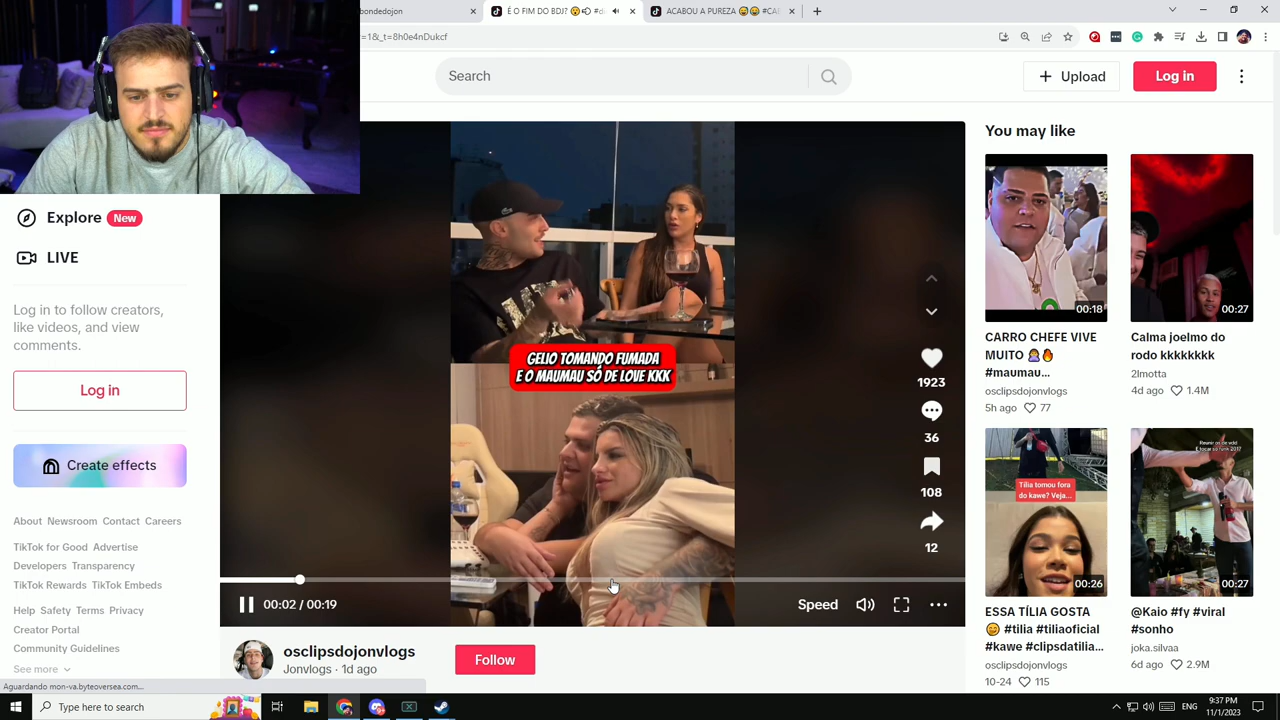 bondedojon
É O FIM DO BDJ?
ACABOU A PUREZA
=1&_t=8h0e4nDukcf
Search
Upload
Log in
Explore New
LIVE
Log in to follow creators,
like videos, and view
comments.
Log in
Create effects
About Newsroom Contact Careers
TikTok for Good Advertise
Developers Transparency
TikTok Rewards TikTok Embeds
Help Safety Terms Privacy
Creator Portal
Community Guidelines
See more
Aguardando mon-va.byteoversea.com...
GELIO TOMANDO FUMADA
E O MAUMAU SÓ DE LOVE KKK
1923
36
108
12
00:02 / 00:19
Speed
osclipsdojonvlogs
Jonvlogs · 1d ago
Follow
You may like
00:18
CARRO CHEFE VIVE
MUITO 🤷‍♂️🔥
#maumau...
osclipsdojonvlogs
5h ago 77
00:27
Calma joelmo do
rodo kkkkkkkk
2lmotta
4d ago 1.4M
Tília tomou fora
do kawe? Veja...
00:26
ESSA TÍLIA GOSTA
😊 #tilia #tiliaoficial
#kawe #clipsdatilia...
osclipsdojonvlogs
10-24 115
00:27
@Kaio #fy #viral
#sonho
joka.silvaa
6d ago 2.9M
Type here to search
ENG
9:37 PM
11/1/2023